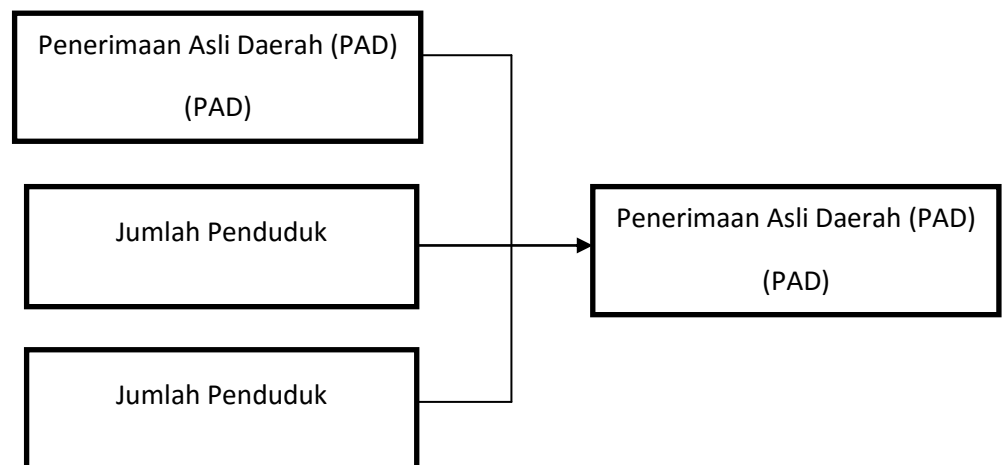 Penerimaan Asli Daerah (PAD)
(PAD)
Jumlah Penduduk
Jumlah Penduduk
Penerimaan Asli Daerah (PAD)
(PAD)